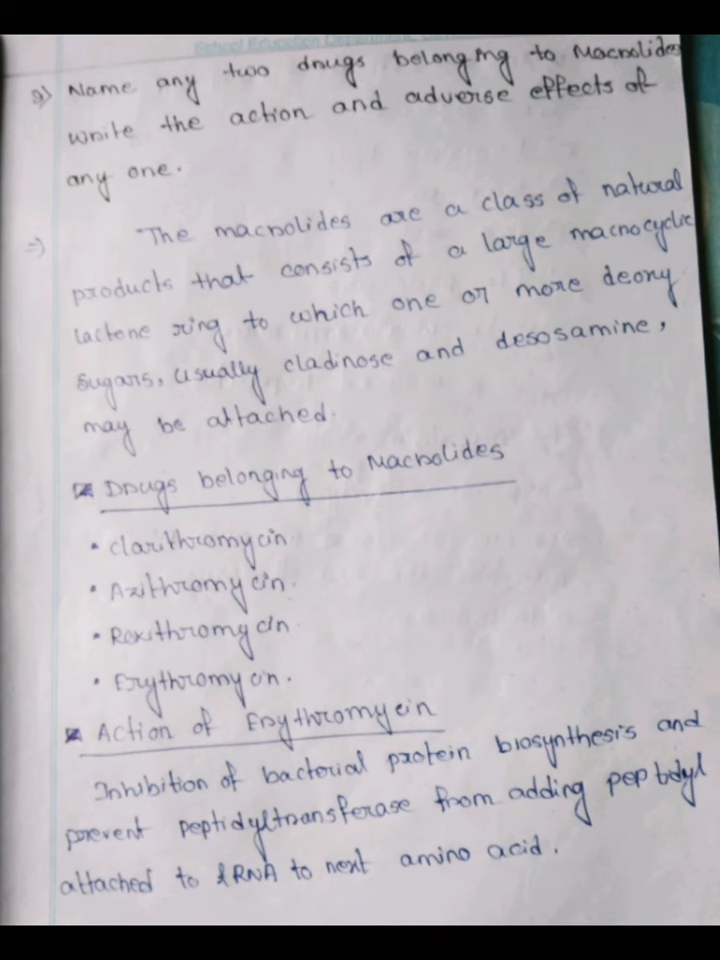 g) Name any two drugs belonging to Macrolides
write the action and adverse effects of
any one.
=) The macrolides are a class of natural
products that consists of a large macrocyclic
lactone ring to which one or more deoxy
sugars, usually cladinose and desosamine,
may be attached.
Drugs belonging to Macrolides
• Clarithromycin.
• Azithromycin.
• Roxithromycin.
• Erythromycin.
Action of Erythromycin
Inhibition of bacterial protein biosynthesis and
prevent peptidyltransferase from adding peptidyl
attached to tRNA to next amino acid.